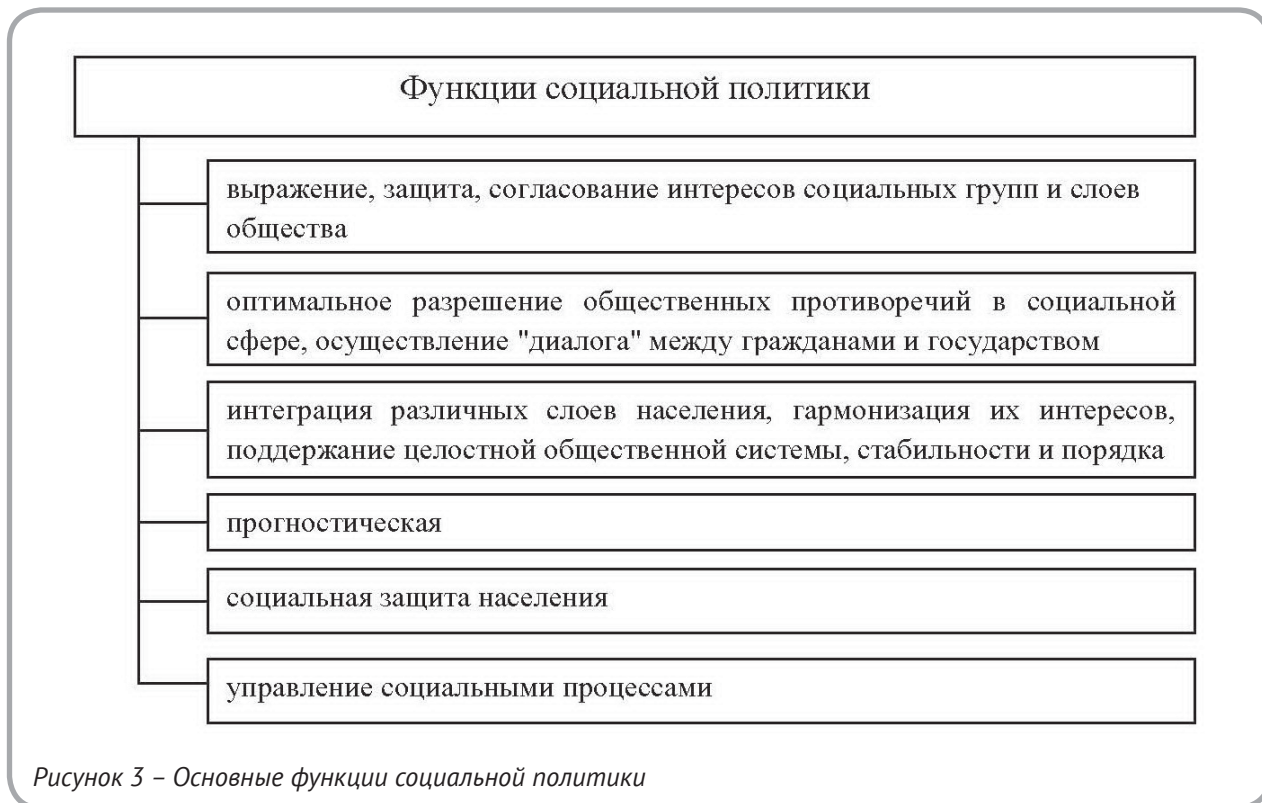 Функции социальной политики
выражение, защита, согласование интересов социальных групп и слоев
общества
оптимальное разрешение общественных противоречий в социальной
сфере, осуществление "диалога" между гражданами и государством
интеграция различных слоев населения, гармонизация их интересов,
поддержание целостной общественной системы, стабильности и порядка
прогностическая
социальная защита населения
управление социальными процессами
Рисунок 3 – Основные функции социальной политики